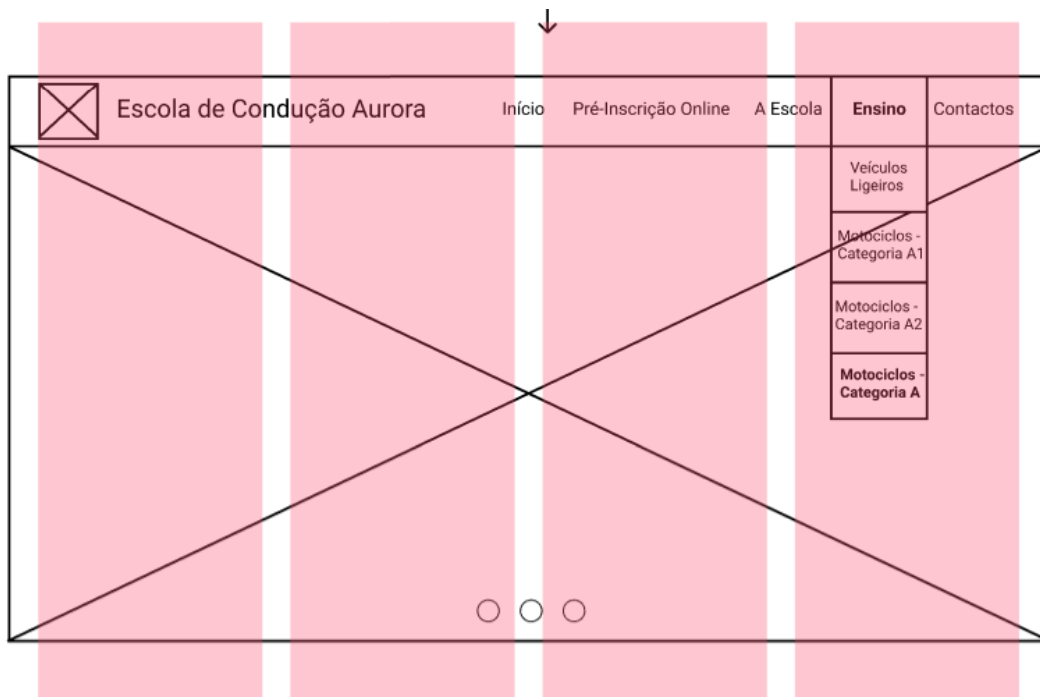 Escola de Condução Aurora
Início
Pré-Inscrição Online
A Escola
Ensino
Contactos
Veículos
Ligeiros
Motociclos -
Categoria A1
Motociclos -
Categoria A2
Motociclos -
Categoria A